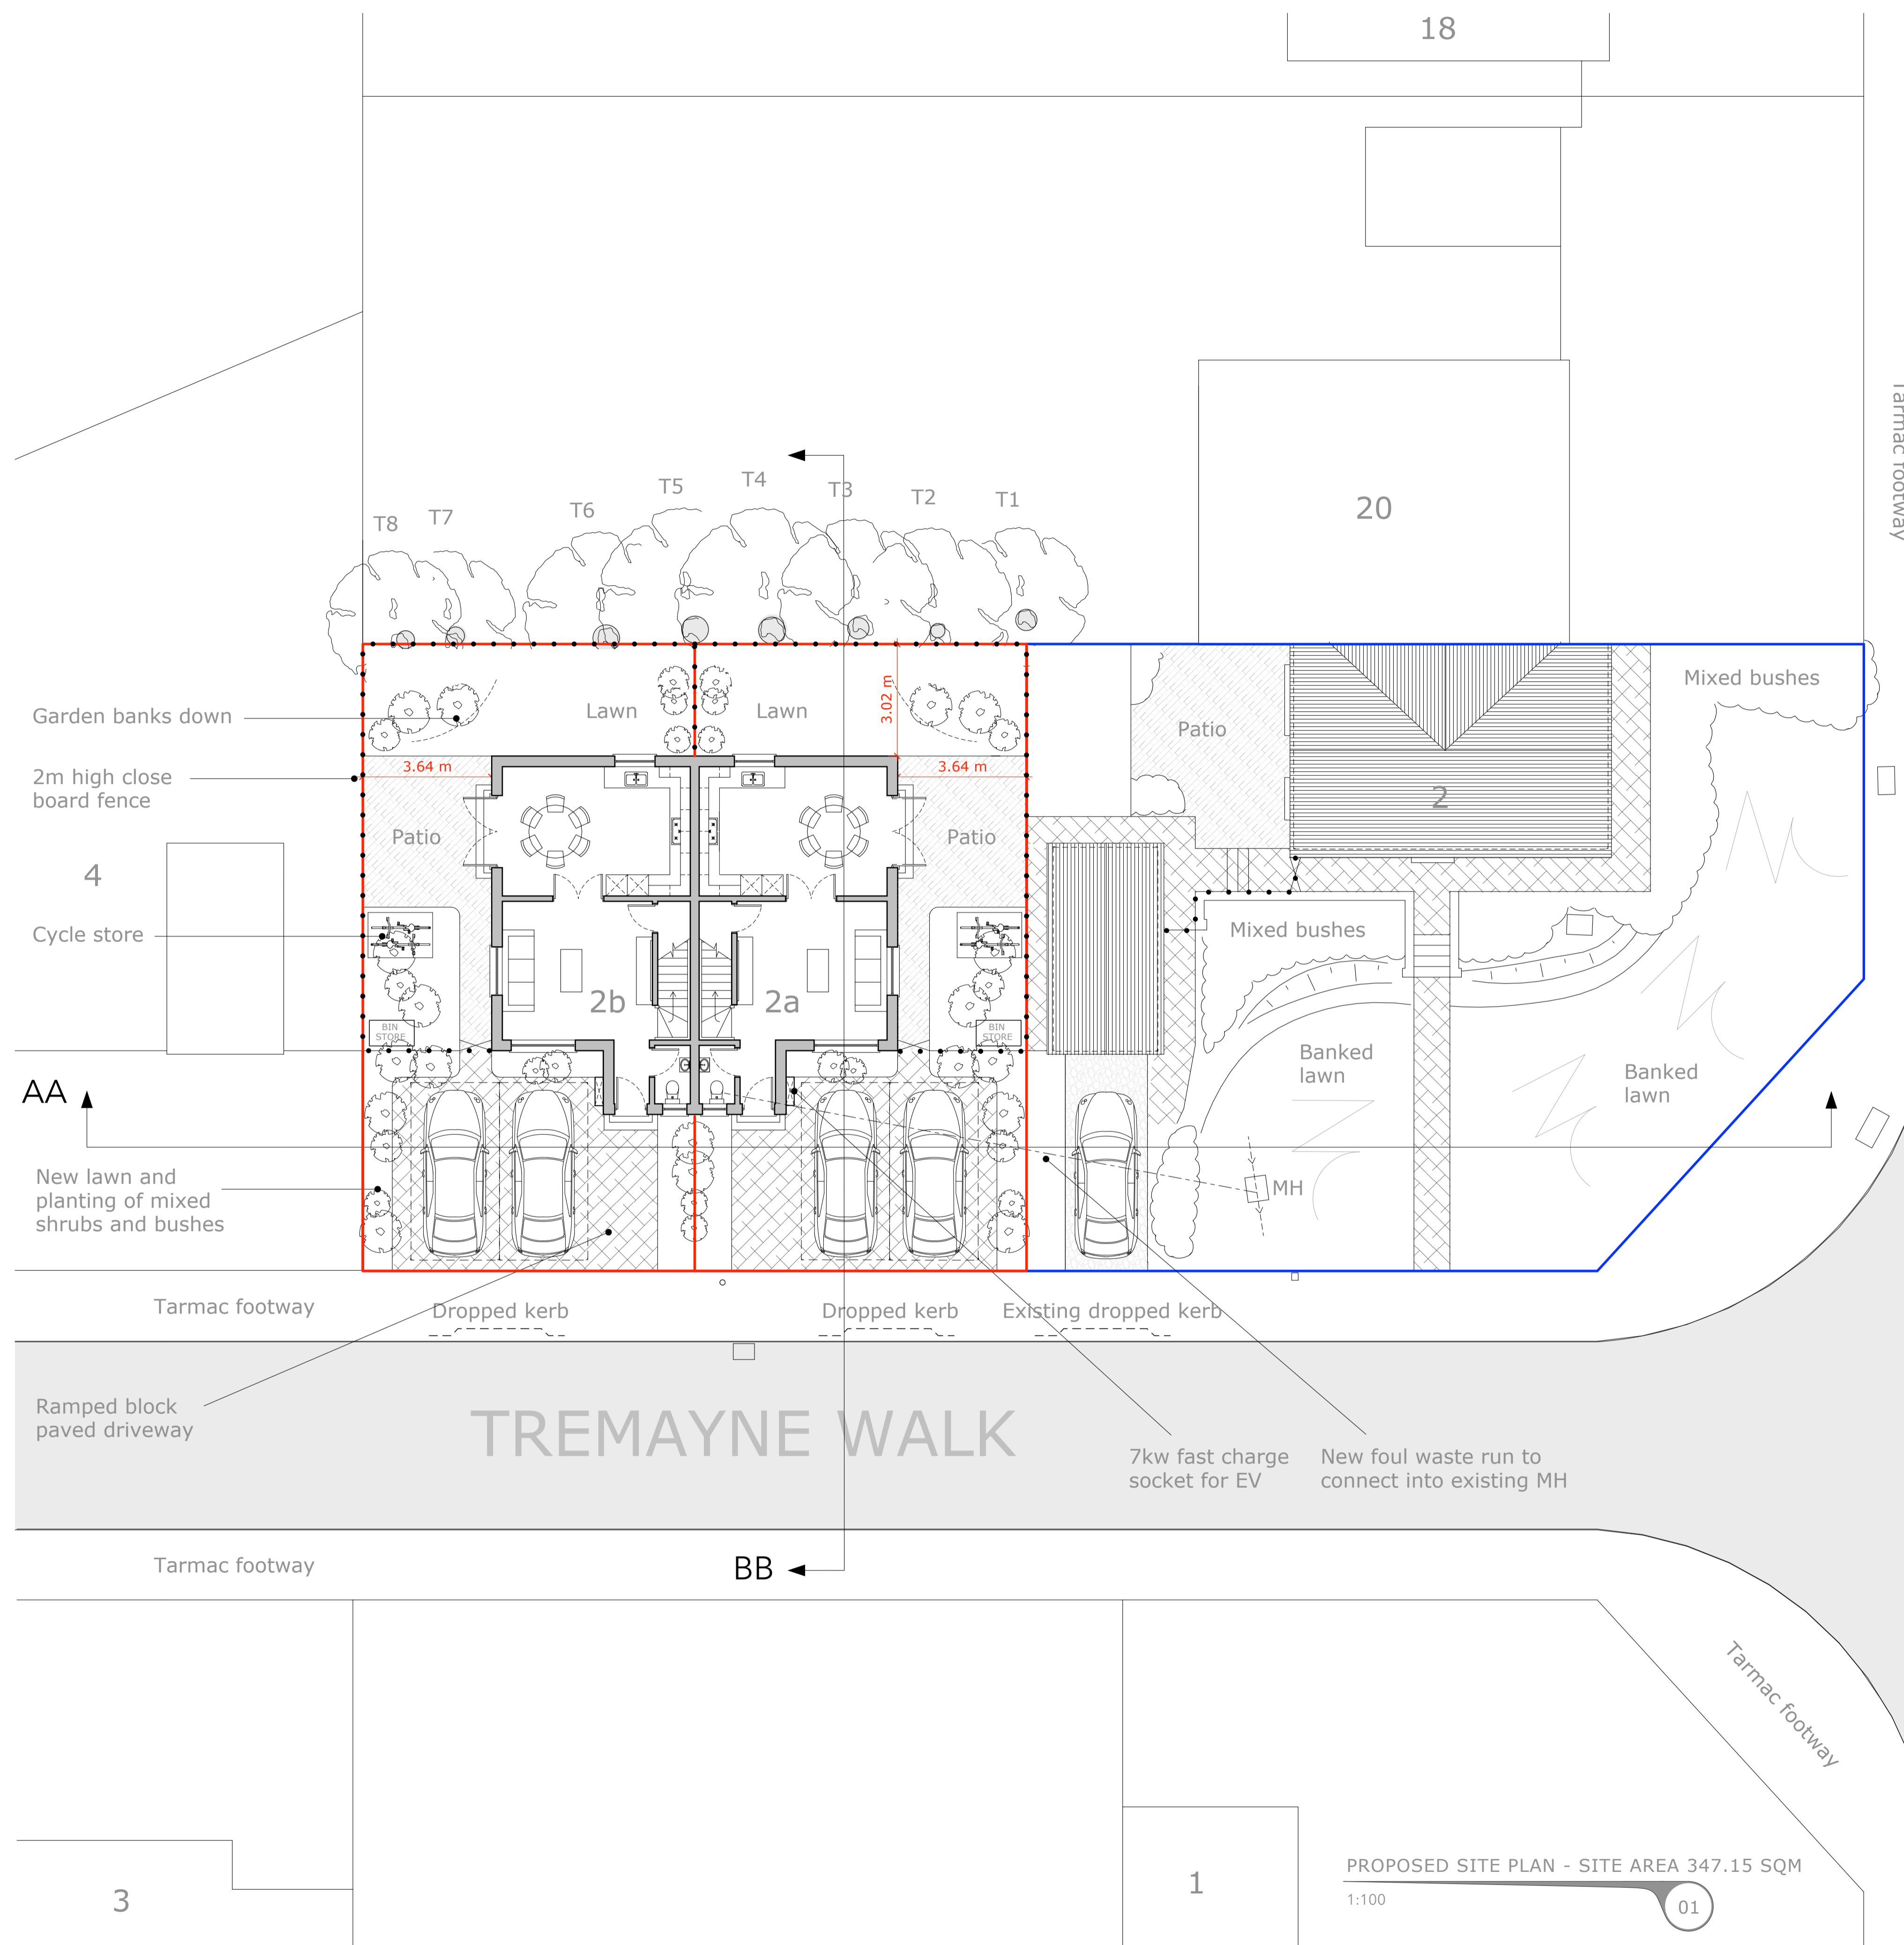 18
Tarmac footway
20
T8
T7
T6
T5
T4
T3
T2
T1
Garden banks down
2m high close
board fence
4
Cycle store
AA
New lawn and
planting of mixed
shrubs and bushes
Lawn
Lawn
3.02 m
3.64 m
3.64 m
Patio
Patio
2b
2a
BIN
STORE
BIN
STORE
Patio
2
Mixed bushes
Mixed bushes
Banked
lawn
Banked
lawn
MH
Tarmac footway
Dropped kerb
Dropped kerb
Existing dropped kerb
Ramped block
paved driveway
TREMAYNE WALK
7kw fast charge
socket for EV
New foul waste run to
connect into existing MH
Tarmac footway
BB
Tarmac footway
3
1
PROPOSED SITE PLAN - SITE AREA 347.15 SQM
1:100
01